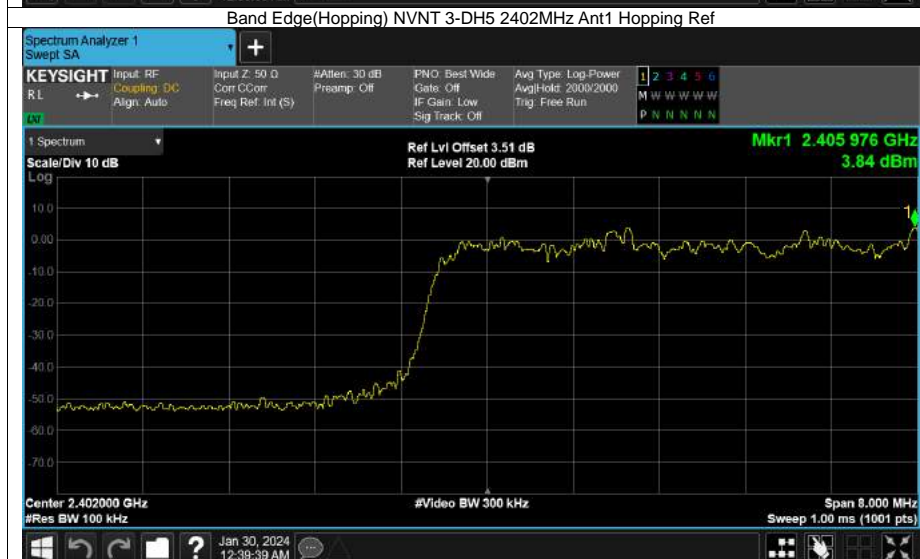 Band Edge(Hopping) NVNT 3-DH5 2402MHz Ant1 Hopping Ref
Spectrum Analyzer 1
Swept SA
KEYSIGHT
RL
LXI
Input: RF
Coupling: DC
Align: Auto
Input Z: 50 Ω
Corr CCorr
Freq Ref: Int (S)
#Atten: 30 dB
Preamp: Off
PNO: Best Wide
Gate: Off
IF Gain: Low
Sig Track: Off
Avg Type: Log-Power
Avg|Hold: 2000/2000
Trig: Free Run
1 2 3 4 5 6
M W W W W W
P N N N N N
1 Spectrum
Scale/Div 10 dB
Log
Ref Lvl Offset 3.51 dB
Ref Level 20.00 dBm
Mkr1 2.405 976 GHz
3.84 dBm
1
10.0
0.00
-10.0
-20.0
-30.0
-40.0
-50.0
-60.0
-70.0
Center 2.402000 GHz
#Res BW 100 kHz
#Video BW 300 kHz
Span 8.000 MHz
Sweep 1.00 ms (1001 pts)
?
Jan 30, 2024
12:39:39 AM